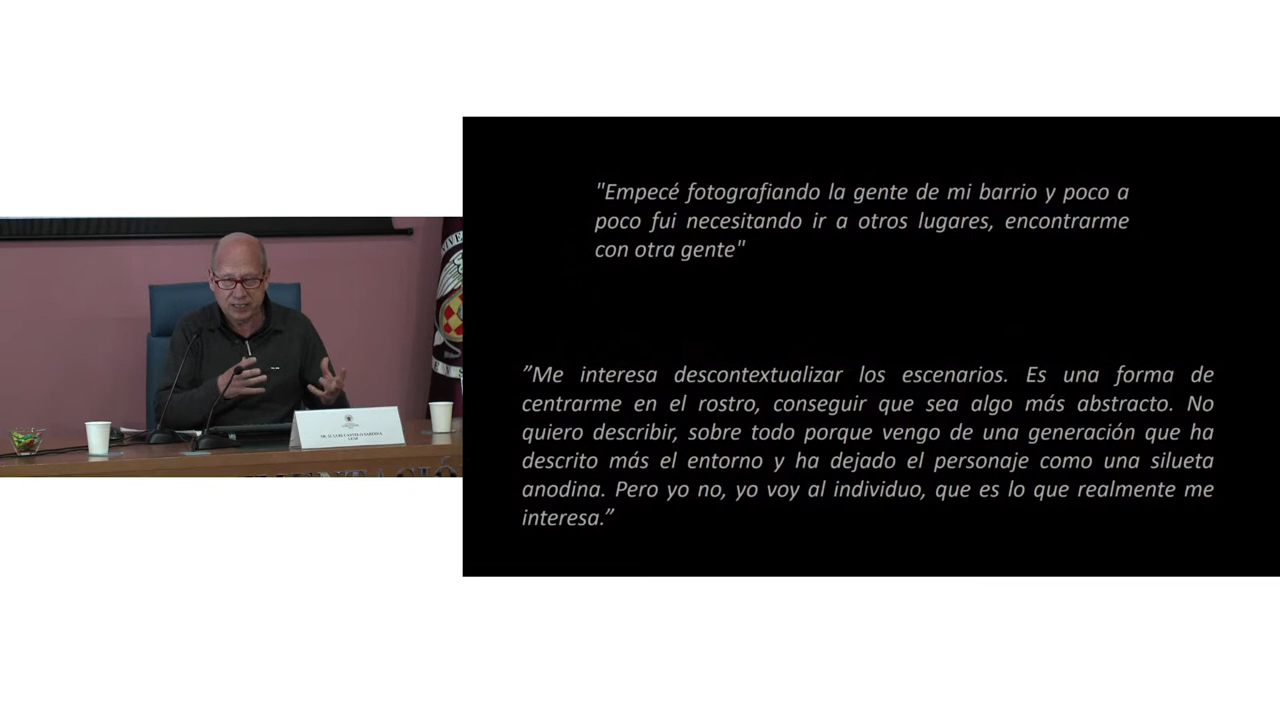 "Empecé fotografiando la gente de mi barrio y poco a
poco fui necesitando ir a otros lugares, encontrarme
con otra gente"
”Me interesa descontextualizar los escenarios. Es una forma de
centrarme en el rostro, conseguir que sea algo más abstracto. No
quiero describir, sobre todo porque vengo de una generación que ha
descrito más el entorno y ha dejado el personaje como una silueta
anodina. Pero yo no, yo voy al individuo, que es lo que realmente me
interesa.”